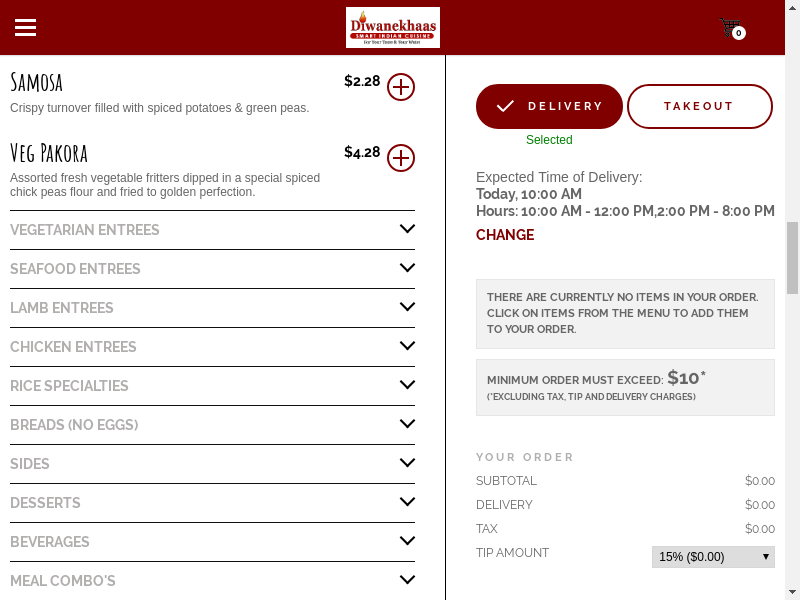 Diwanekhaas
SMART INDIAN CUISINE
For Your Taste & Your Waist
0
Samosa
$2.28
Crispy turnover filled with spiced potatoes & green peas.
Veg Pakora
$4.28
Assorted fresh vegetable fritters dipped in a special spiced
chick peas flour and fried to golden perfection.
VEGETARIAN ENTREES
SEAFOOD ENTREES
LAMB ENTREES
CHICKEN ENTREES
RICE SPECIALTIES
BREADS (NO EGGS)
SIDES
DESSERTS
BEVERAGES
MEAL COMBO'S
DELIVERY
TAKEOUT
Selected
Expected Time of Delivery:
Today, 10:00 AM
Hours: 10:00 AM - 12:00 PM,2:00 PM - 8:00 PM
CHANGE
THERE ARE CURRENTLY NO ITEMS IN YOUR ORDER.
CLICK ON ITEMS FROM THE MENU TO ADD THEM
TO YOUR ORDER.
MINIMUM ORDER MUST EXCEED: $10*
(*EXCLUDING TAX, TIP AND DELIVERY CHARGES)
YOUR ORDER
SUBTOTAL $0.00
DELIVERY $0.00
TAX $0.00
TIP AMOUNT 15% ($0.00)